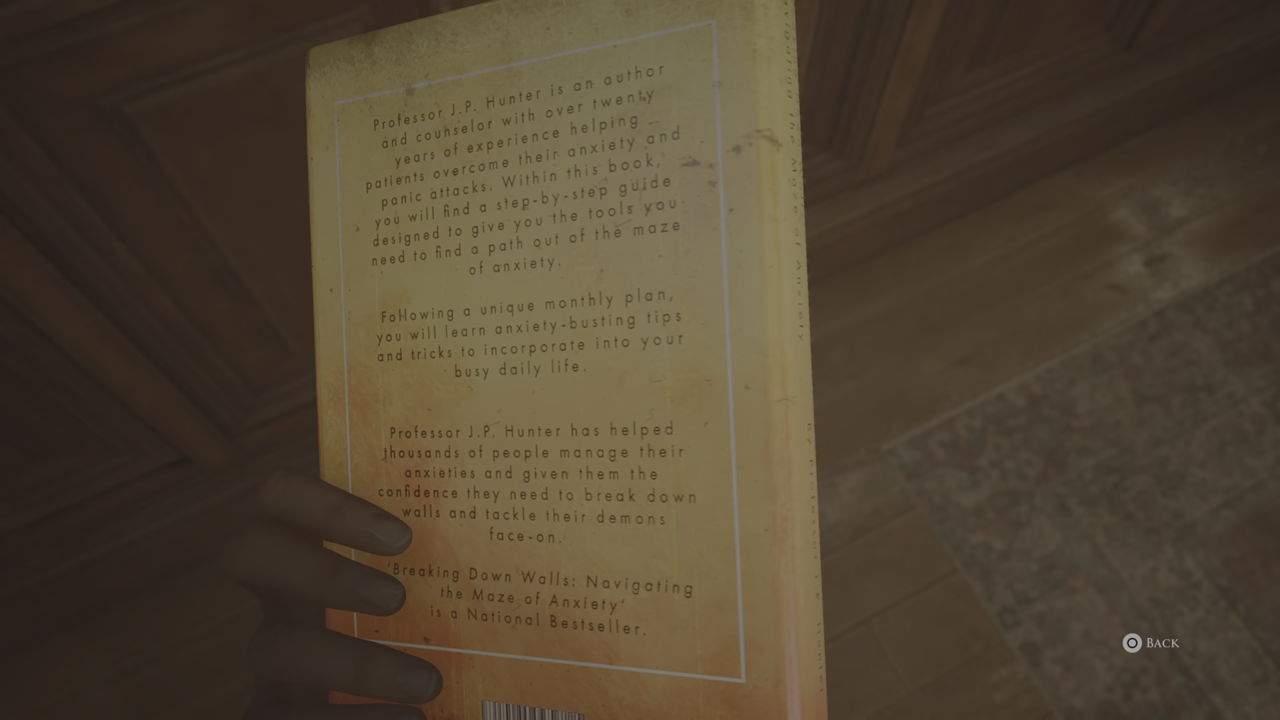 Professor J.P. Hunter is an author
and counselor with over twenty
years of experience helping
patients overcome their anxiety and
panic attacks. Within this book,
you will find a step-by-step guide
designed to give you the tools you
need to find a path out of the maze
of anxiety.
Following a unique monthly plan,
you will learn anxiety-busting tips
and tricks to incorporate into your
busy daily life.
Professor J.P. Hunter has helped
thousands of people manage their
anxieties and given them the
confidence they need to break down
walls and tackle their demons
face-on.
'Breaking Down Walls: Navigating
the Maze of Anxiety'
is a National Bestseller.
the Maze of Anxiety
BACK